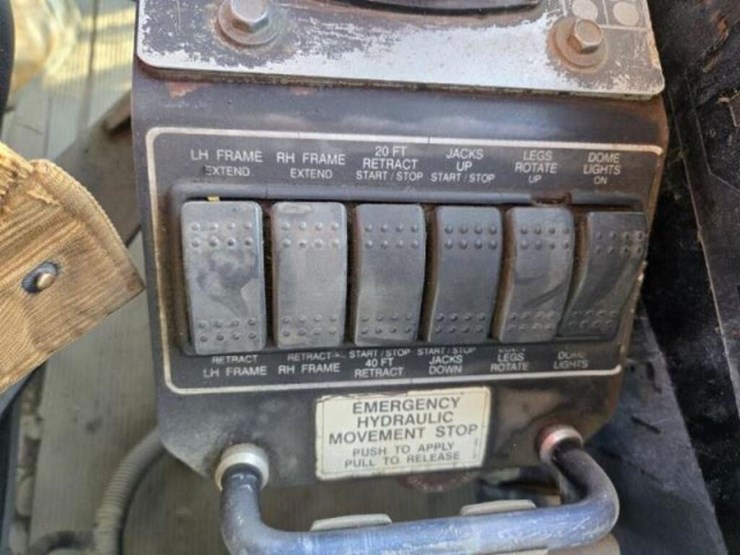 LH FRAME
EXTEND
RH FRAME
EXTEND
20 FT
RETRACT
START / STOP
JACKS
UP
START / STOP
LEGS
ROTATE
UP
DOME
LIGHTS
ON
RETRACT
LH FRAME
RETRACT
RH FRAME
START / STOP
40 FT
RETRACT
START / STOP
JACKS
DOWN
LEGS
ROTATE
DOME
LIGHTS
EMERGENCY
HYDRAULIC
MOVEMENT STOP
PUSH TO APPLY
PULL TO RELEASE